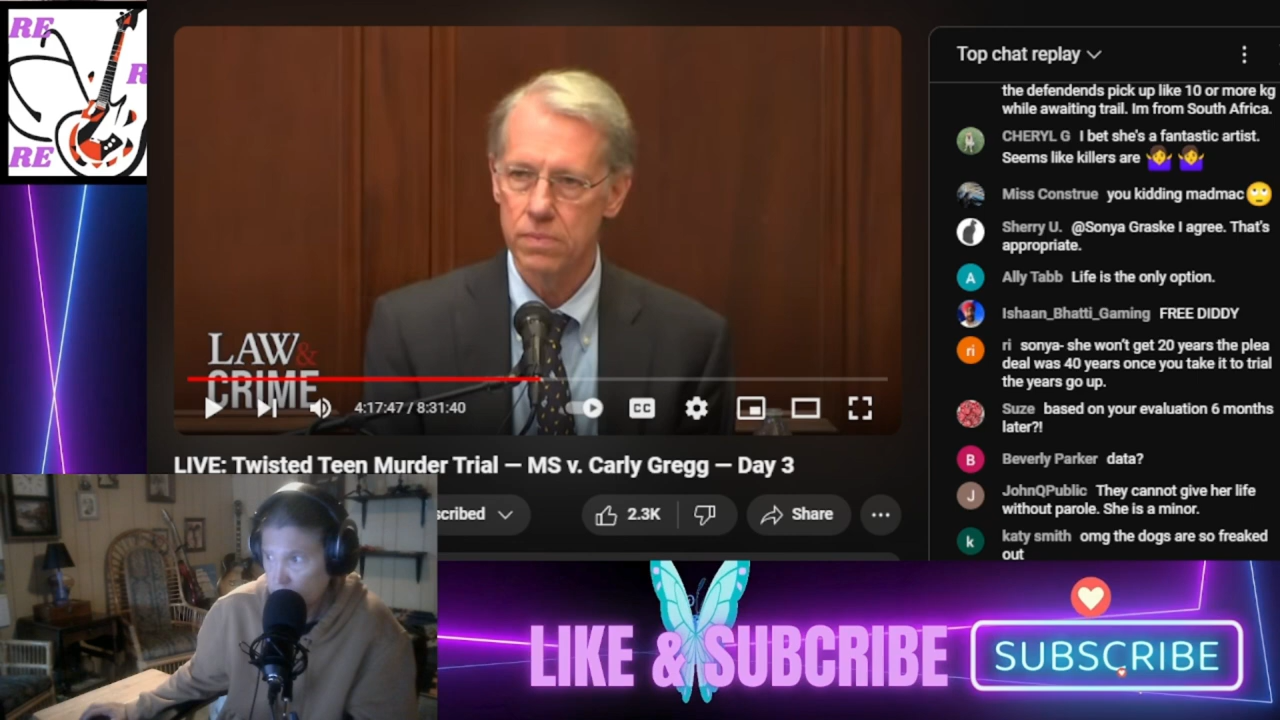 RE
R
RE
LAW&
CRIME
4:17:47 / 8:31:40
CC
LIVE: Twisted Teen Murder Trial — MS v. Carly Gregg — Day 3
scribed
2.3K
Share
Top chat replay
the defendends pick up like 10 or more kg
while awaiting trail. Im from South Africa.
CHERYL G I bet she's a fantastic artist.
Seems like killers are 🤷‍♀️ 🤷‍♀️
Miss Construe you kidding madmac 🙄
Sherry U. @Sonya Graske I agree. That's
appropriate.
A
Ally Tabb Life is the only option.
Ishaan_Bhatti_Gaming FREE DIDDY
ri
ri sonya- she won't get 20 years the plea
deal was 40 years once you take it to trial
the years go up.
Suze based on your evaluation 6 months
later?!
B
Beverly Parker data?
J
JohnQPublic They cannot give her life
without parole. She is a minor.
k
katy smith omg the dogs are so freaked
out
LIKE & SUBCRIBE
SUBSCRIBE